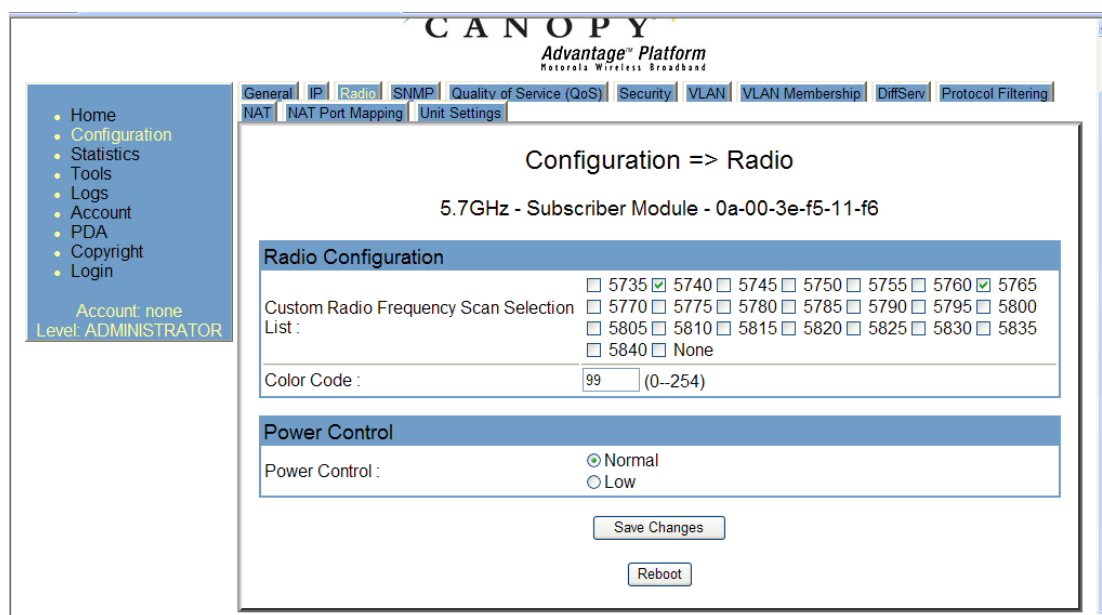 CANOPY
Advantage™ Platform
Motorola Wireless Broadband
General IP Radio SNMP Quality of Service (QoS) Security VLAN VLAN Membership DiffServ Protocol Filtering
NAT NAT Port Mapping Unit Settings
Home
Configuration
Statistics
Tools
Logs
Account
PDA
Copyright
Login
Account: none
Level: ADMINISTRATOR
Configuration => Radio
5.7GHz - Subscriber Module - 0a-00-3e-f5-11-f6
Radio Configuration
Custom Radio Frequency Scan Selection
List :
5735 5740 5745 5750 5755 5760 5765
5770 5775 5780 5785 5790 5795 5800
5805 5810 5815 5820 5825 5830 5835
5840 None
Color Code :
99 (0--254)
Power Control
Power Control :
Normal
Low
Save Changes
Reboot